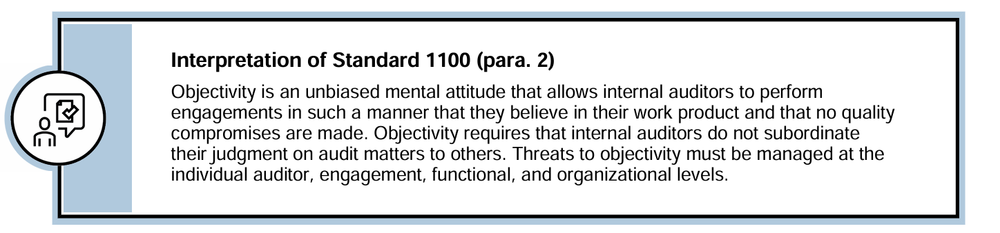 Interpretation of Standard 1100 (para. 2)
Objectivity is an unbiased mental attitude that allows internal auditors to perform
engagements in such a manner that they believe in their work product and that no quality
compromises are made. Objectivity requires that internal auditors do not subordinate
their judgment on audit matters to others. Threats to objectivity must be managed at the
individual auditor, engagement, functional, and organizational levels.